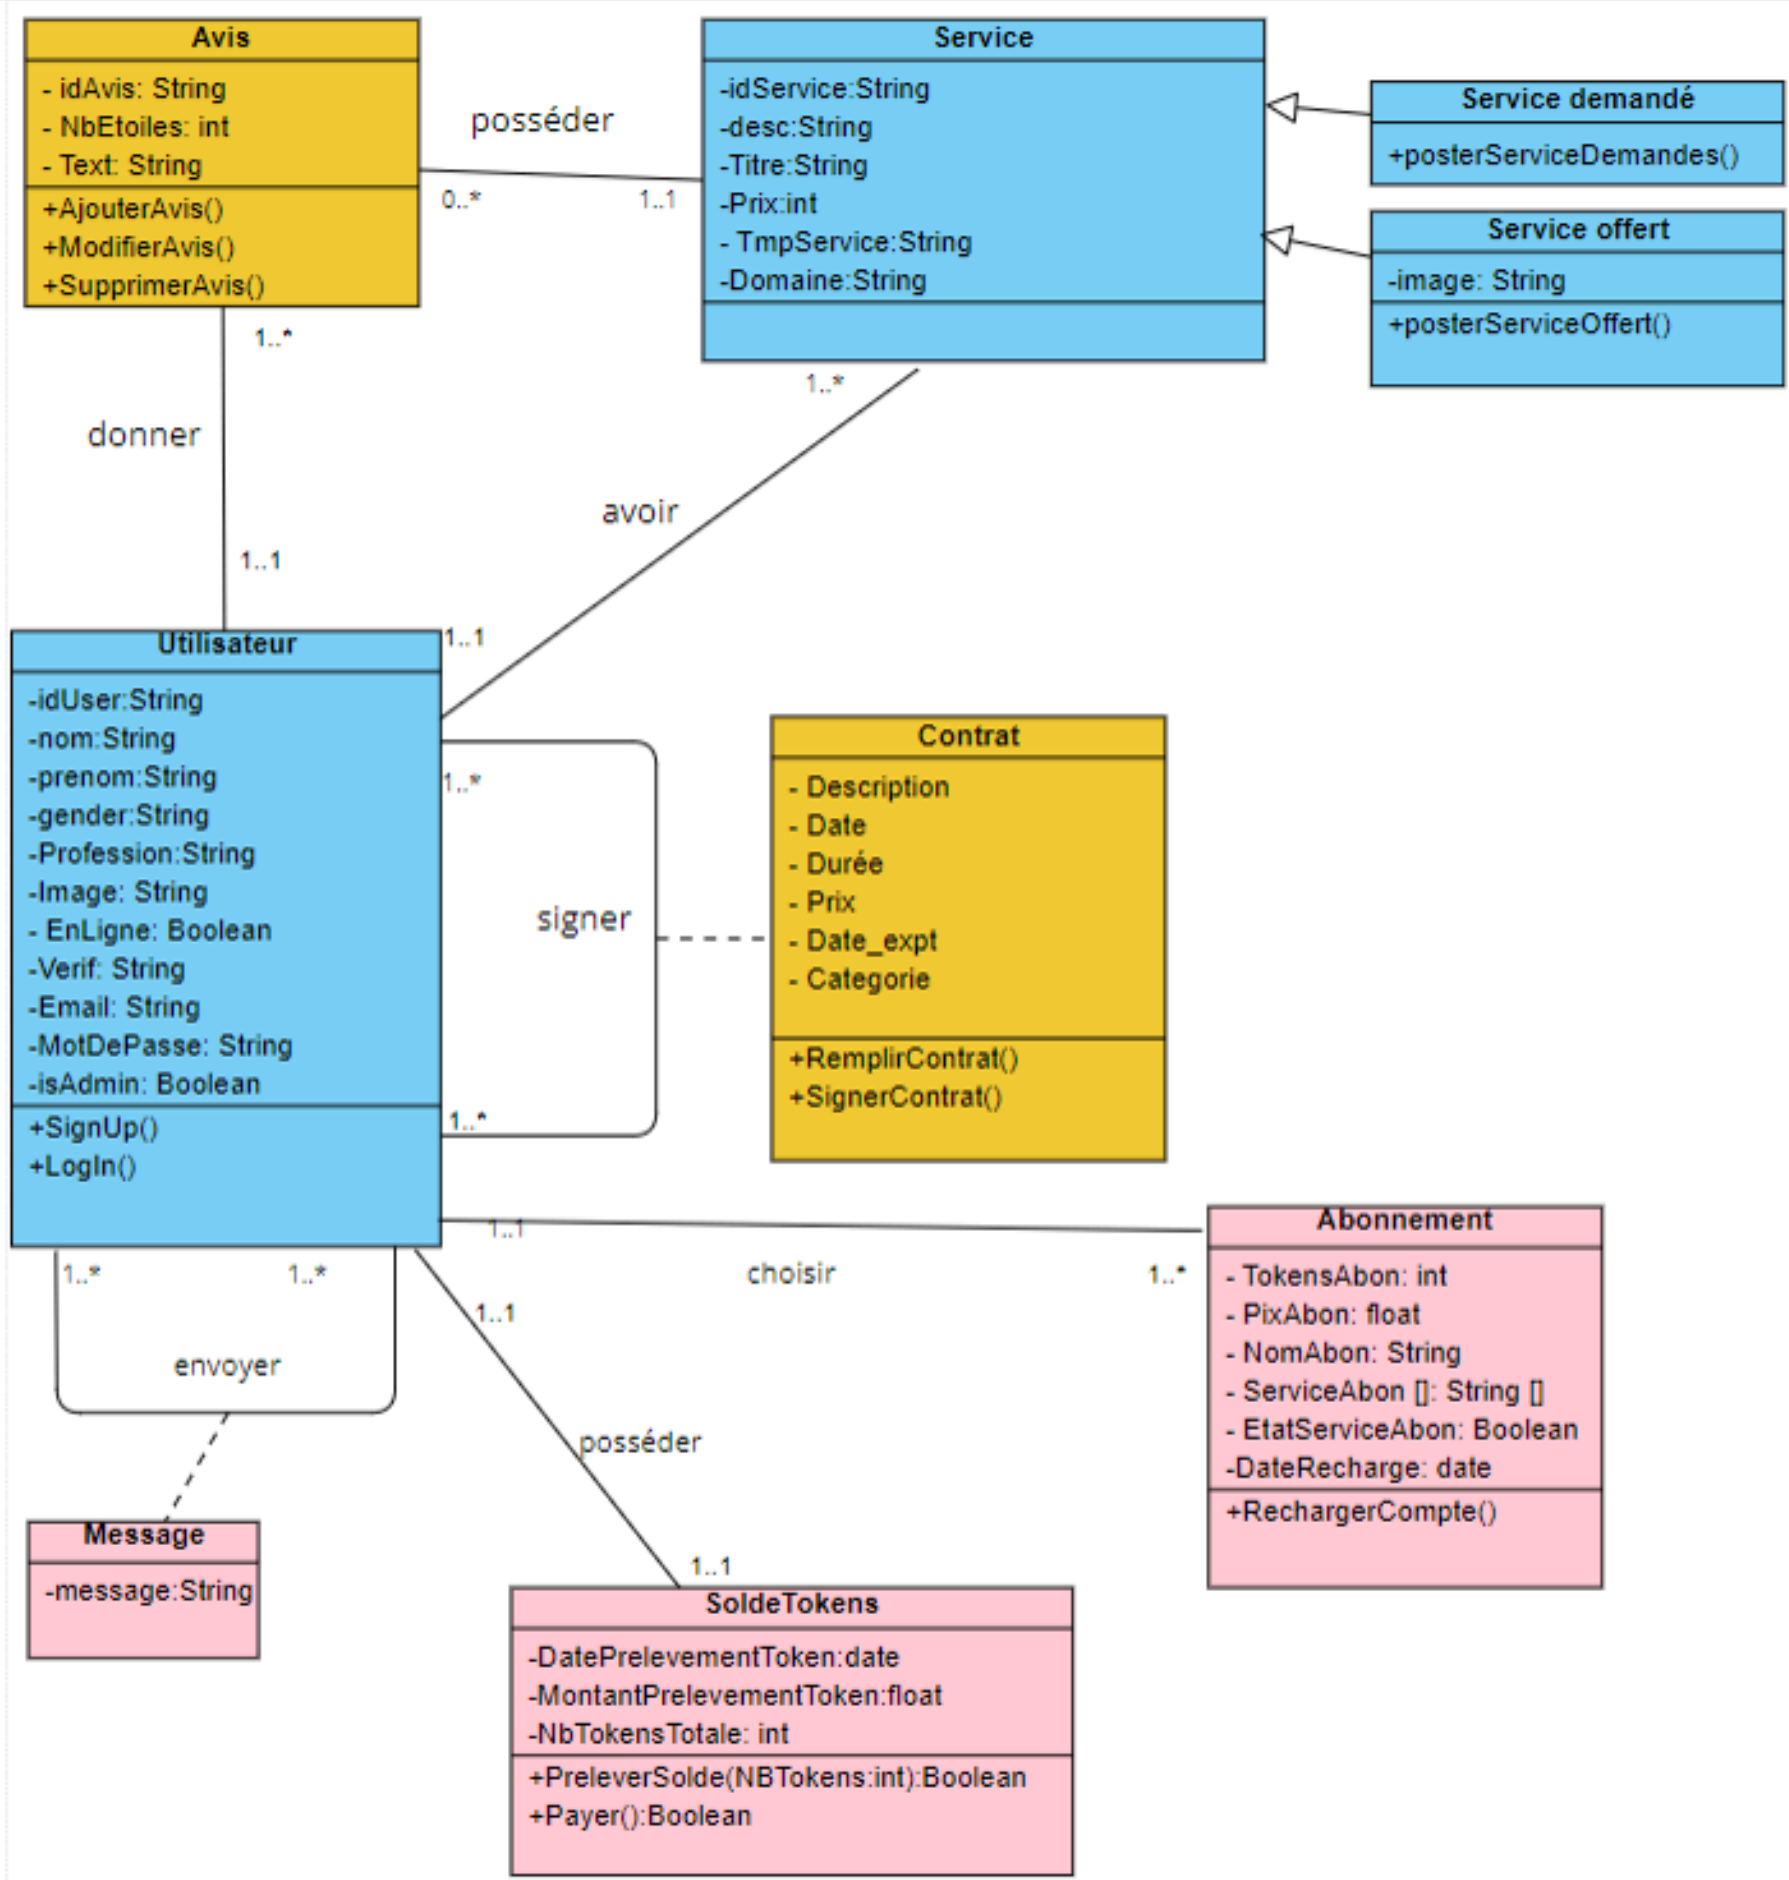 Avis
- idAvis: String
- NbEtoiles: int
- Text: String
+AjouterAvis()
+ModifierAvis()
+SupprimerAvis()
posséder
0..*
1..1
Service
-idService:String
-desc:String
-Titre:String
-Prix:int
- TmpService:String
-Domaine:String
Service demandé
+posterServiceDemandes()
Service offert
-image: String
+posterServiceOffert()
1..*
donner
1..1
1..*
avoir
1..1
Utilisateur
-idUser:String
-nom:String
-prenom:String
-gender:String
-Profession:String
-Image: String
- EnLigne: Boolean
-Verif: String
-Email: String
-MotDePasse: String
-isAdmin: Boolean
+SignUp()
+LogIn()
1..*
signer
1..*
Contrat
- Description
- Date
- Durée
- Prix
- Date_expt
- Categorie
+RemplirContrat()
+SignerContrat()
1..1
choisir
1..*
Abonnement
- TokensAbon: int
- PixAbon: float
- NomAbon: String
- ServiceAbon []: String []
- EtatServiceAbon: Boolean
-DateRecharge: date
+RechargerCompte()
1..*
1..*
envoyer
Message
-message:String
1..1
posséder
1..1
SoldeTokens
-DatePrelevementToken:date
-MontantPrelevementToken:float
-NbTokensTotale: int
+PreleverSolde(NBTokens:int):Boolean
+Payer():Boolean